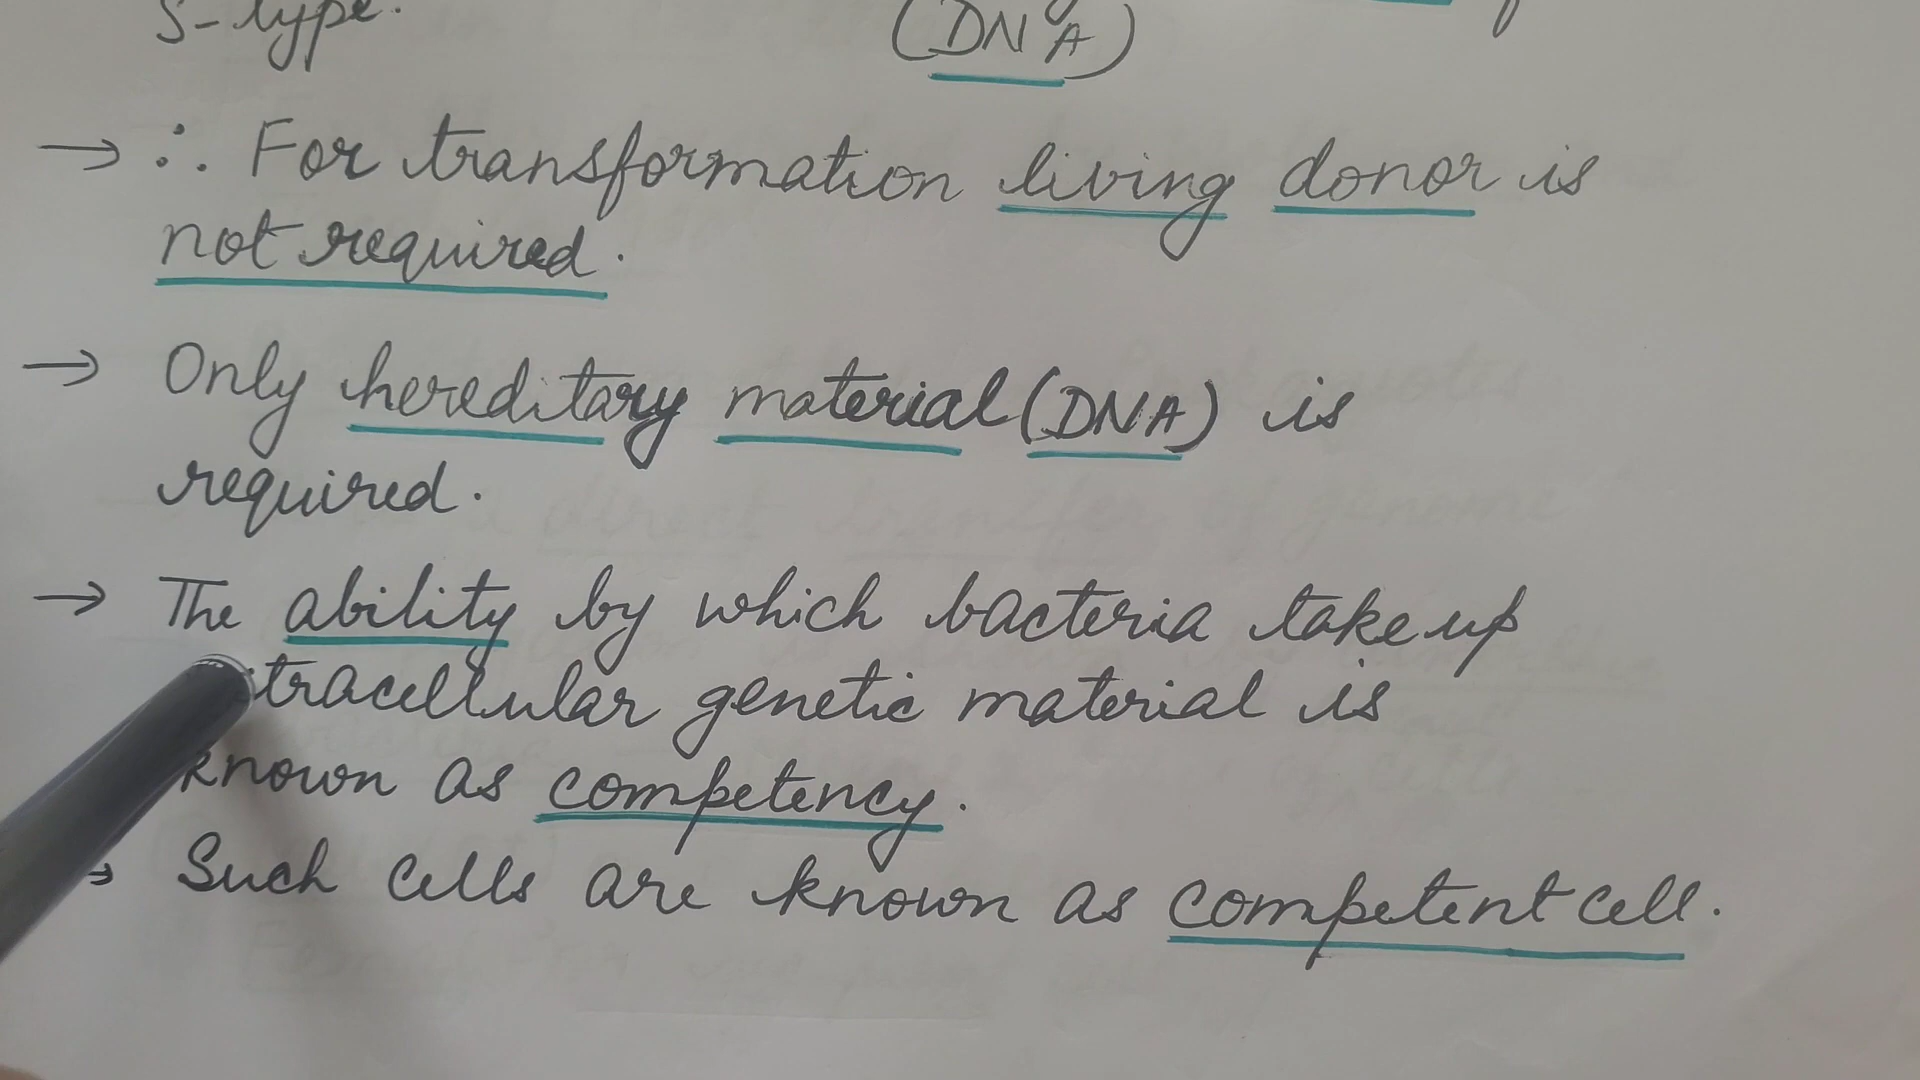 S-type.
(DNA)
→ ∴ For transformation living donor is
not required.
→ Only hereditary material (DNA) is
required.
→ The ability by which bacteria take up
tracellular genetic material is
known as competency.
→ Such cells are known as competent cell.